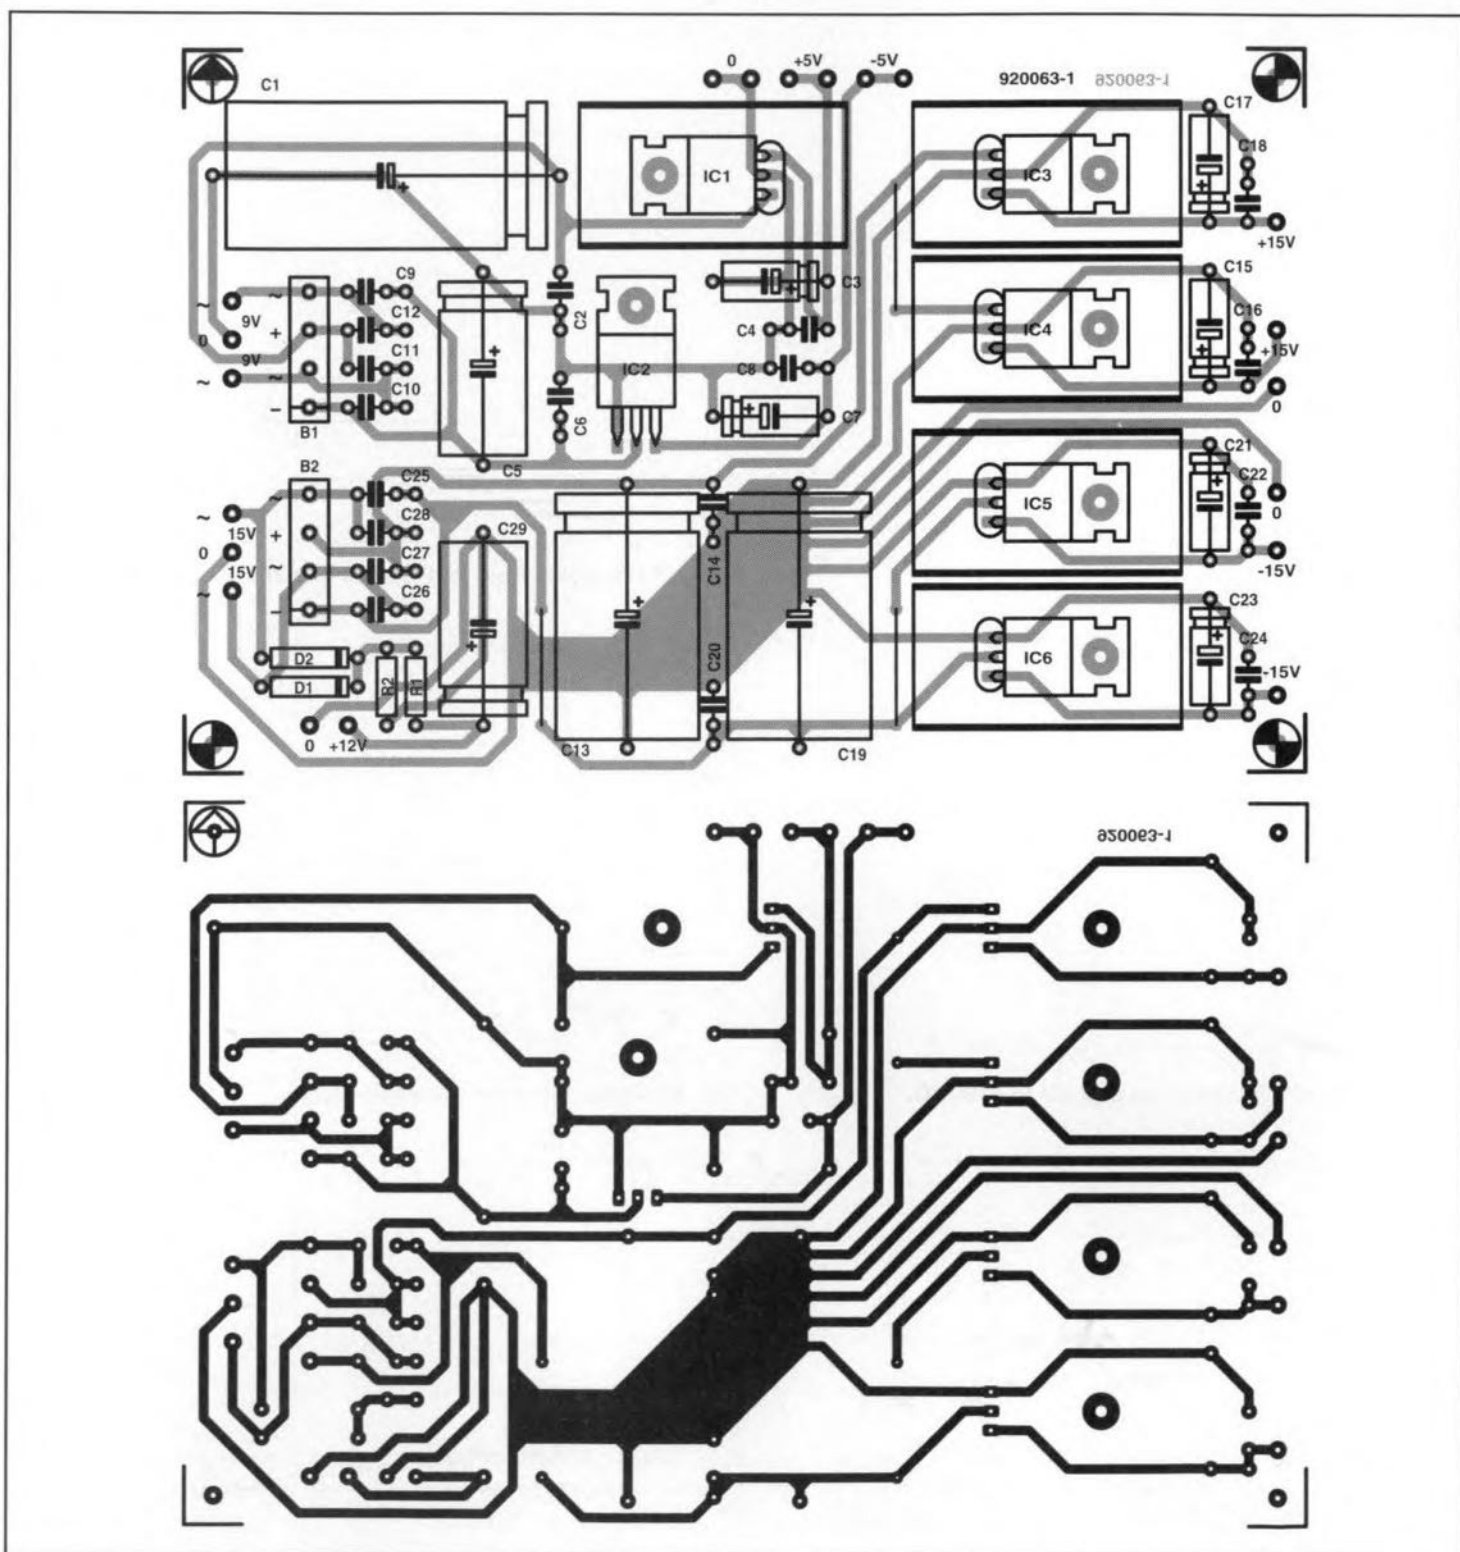 0 +5V -5V
C1
920063-1 920063-1
C17
C18
IC1
IC3
+15V
C9
C3
C15
~ 9V
~
C12
C2
C16
0
+
C4
IC4
+15V
9V
C11
IC2
C8
~
~
C10
C6
C7
0
−
B1
C5
C21
B2
C25
C22
~
~
15V
C28
C29
IC5
0
0
+
C14
15V
~
C27
-15V
~
−
C26
C23
C24
C20
D2
IC6
-15V
D1
R2
R1
0 +12V
C13
C19
920063-1